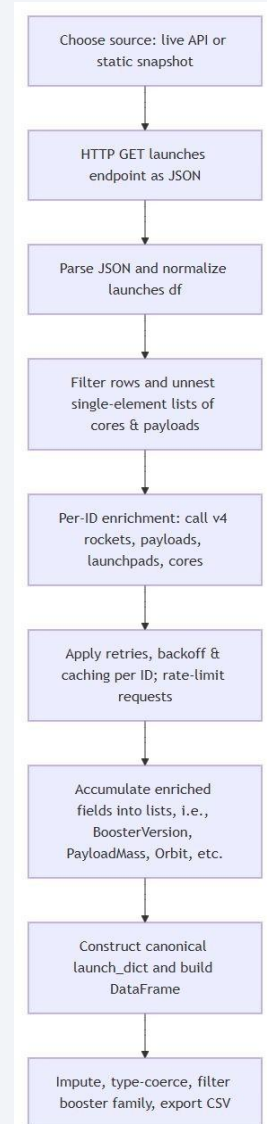 Choose source: live API or
static snapshot
HTTP GET launches
endpoint as JSON
Parse JSON and normalize
launches df
Filter rows and unnest
single-element lists of
cores & payloads
Per-ID enrichment: call v4
rockets, payloads,
launchpads, cores
Apply retries, backoff &
caching per ID; rate-limit
requests
Accumulate enriched
fields into lists, i.e.,
BoosterVersion,
PayloadMass, Orbit, etc.
Construct canonical
launch_dict and build
DataFrame
Impute, type-coerce, filter
booster family, export CSV